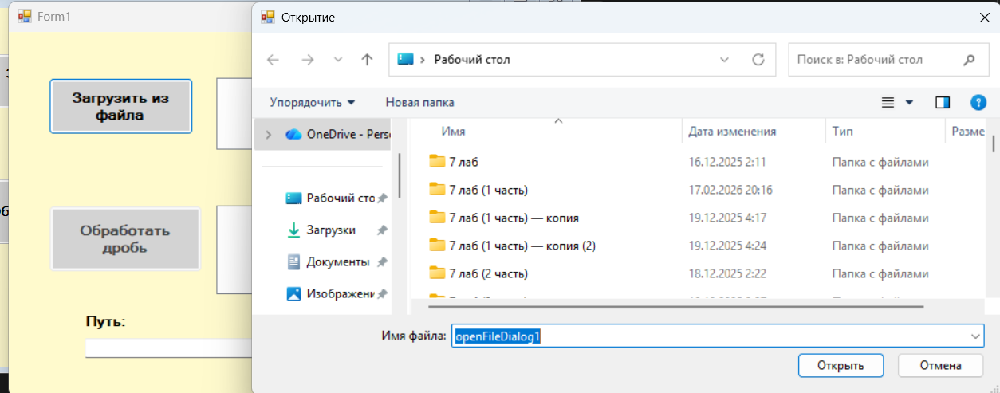 Form1
Открытие
Рабочий стол
Поиск в: Рабочий стол
Загрузить из
файла
Упорядочить
Новая папка
?
OneDrive - Pers
Имя
Дата изменения
Тип
Разме
7 лаб
16.12.2025 2:11
Папка с файлами
7 лаб (1 часть)
17.02.2026 20:16
Папка с файлами
Рабочий сто
7 лаб (1 часть) — копия
19.12.2025 4:17
Папка с файлами
Загрузки
7 лаб (1 часть) — копия (2)
19.12.2025 4:24
Папка с файлами
Обработать
дробь
Документы
7 лаб (2 часть)
18.12.2025 2:22
Папка с файлами
Изображени
Путь:
Имя файла:
openFileDialog1
Открыть
Отмена